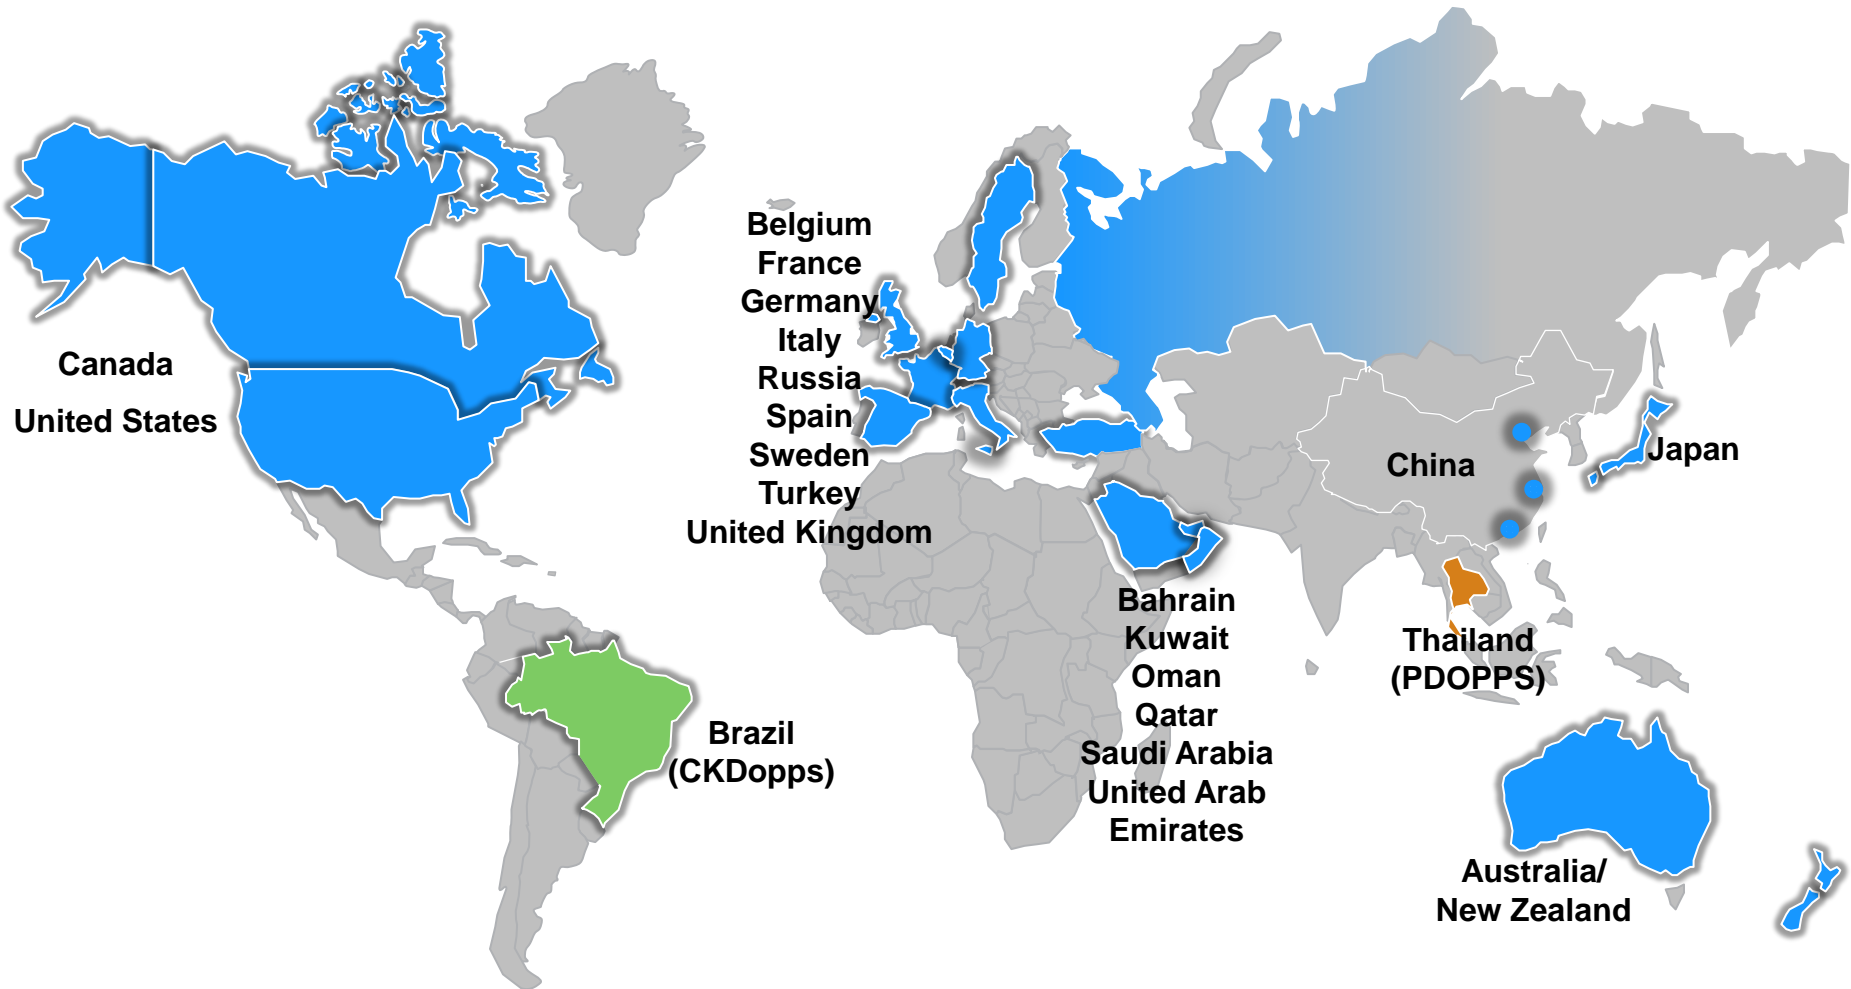 Canada
United States
Belgium
France
Germany
Italy
Russia
Spain
Sweden
Turkey
United Kingdom
Bahrain
Kuwait
Oman
Qatar
Saudi Arabia
United Arab
Emirates
Brazil
(CKDopps)
China
Japan
Thailand
(PDOPPS)
Australia/
New Zealand